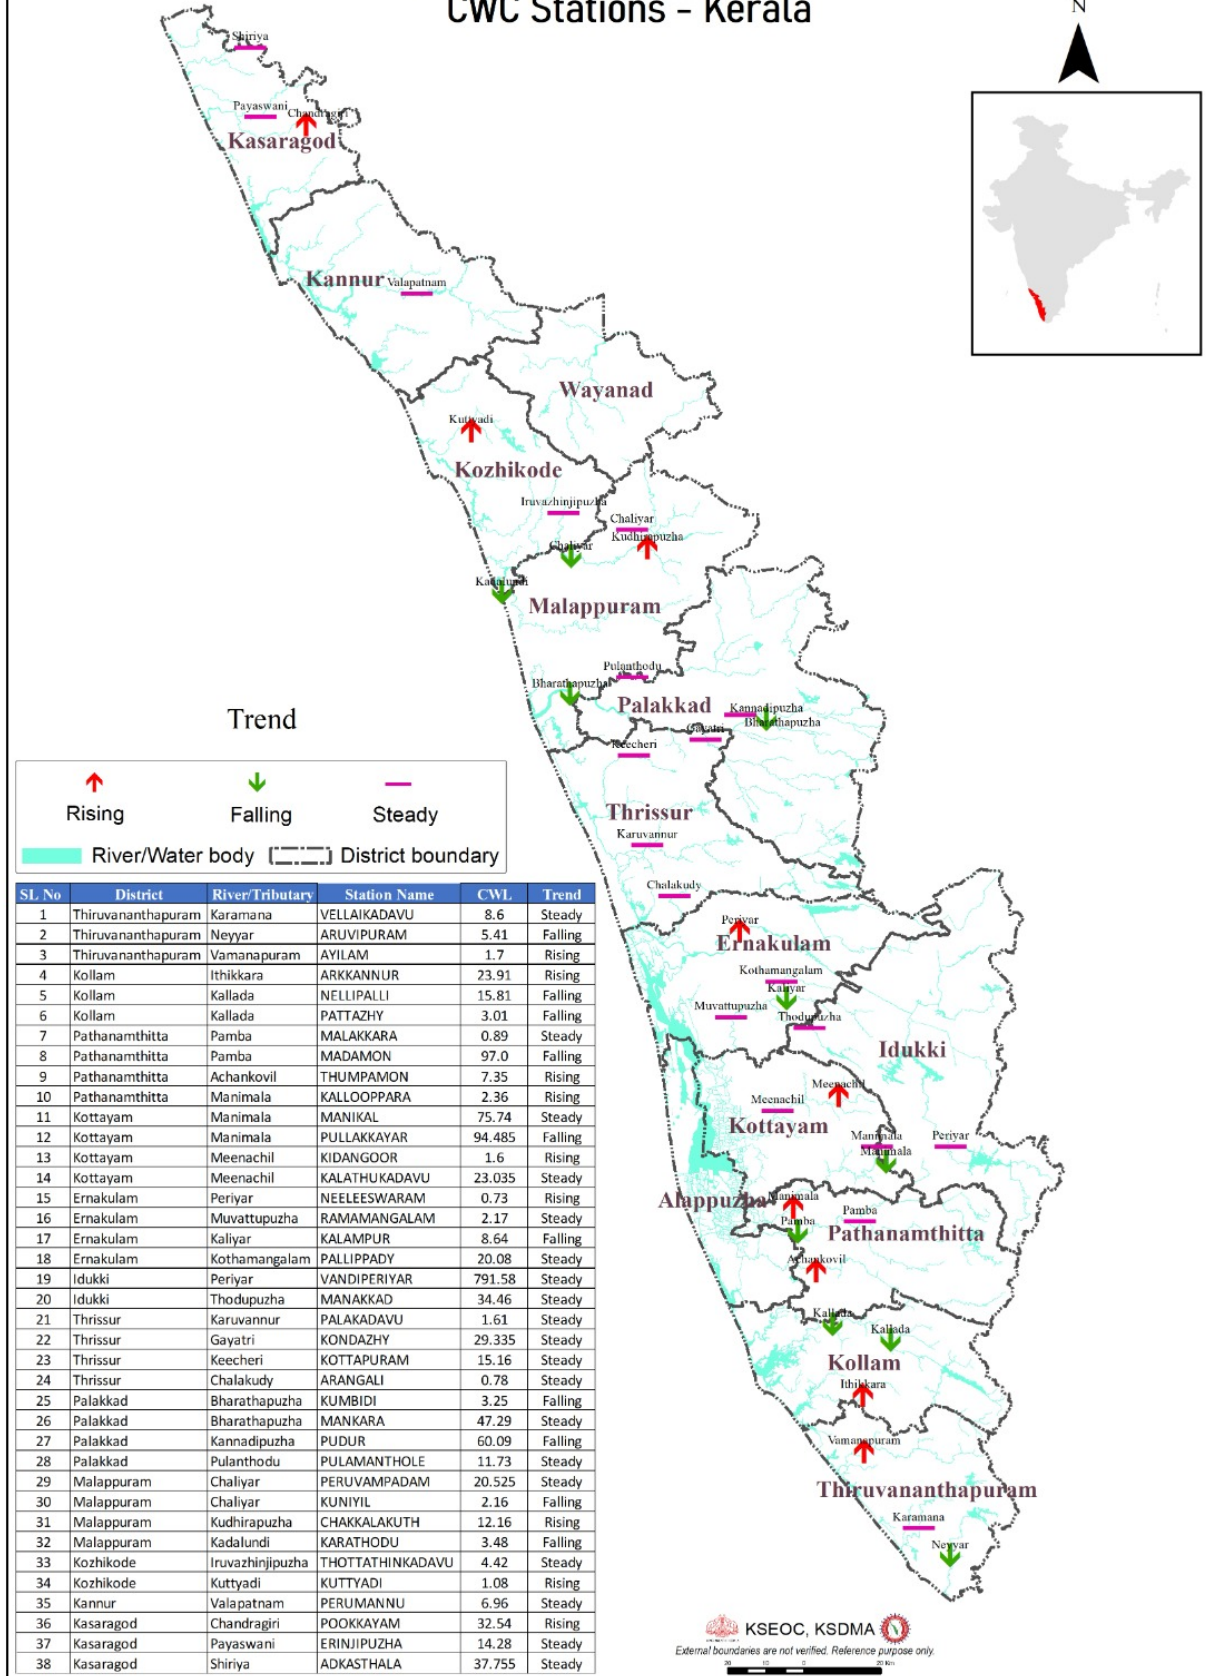 CWC Stations - Kerala
N
Shiriya
Payaswani
Chandragiri
Kasaragod
Kannur
Valapatnam
Wayanad
Kuttyadi
Kozhikode
Iruvazhinjipuzha
Chaliyar
Kudhirapuzha
Chaliyar
Kadalundi
Malappuram
Pulanthodu
Bharathapuzha
Palakkad
Kannadipuzha
Bharathapuzha
Gayatri
Keecheri
Thrissur
Karuvannur
Chalakudy
Periyar
Ernakulam
Kothamangalam
Kaliyar
Muvattupuzha
Thodupuzha
Idukki
Meenachil
Meenachil
Kottayam
Manimala
Periyar
Manimala
Alappuzha
Manimala
Pamba
Pamba
Pathanamthitta
Achankovil
Kallada
Kallada
Kollam
Ithikkara
Vamanapuram
Thiruvananthapuram
Karamana
Neyyar
Trend
Rising Falling Steady
River/Water body District boundary
SL No District River/Tributary Station Name CWL Trend
1 Thiruvananthapuram Karamana VELLAIKADAVU 8.6 Steady
2 Thiruvananthapuram Neyyar ARUVIPURAM 5.41 Falling
3 Thiruvananthapuram Vamanapuram AYILAM 1.7 Rising
4 Kollam Ithikkara ARKKANNUR 23.91 Rising
5 Kollam Kallada NELLIPALLI 15.81 Falling
6 Kollam Kallada PATTAZHY 3.01 Falling
7 Pathanamthitta Pamba MALAKKARA 0.89 Steady
8 Pathanamthitta Pamba MADAMON 97.0 Falling
9 Pathanamthitta Achankovil THUMPAMON 7.35 Rising
10 Pathanamthitta Manimala KALLOOPPARA 2.36 Rising
11 Kottayam Manimala MANIKAL 75.74 Steady
12 Kottayam Manimala PULLAKKAYAR 94.485 Falling
13 Kottayam Meenachil KIDANGOOR 1.6 Rising
14 Kottayam Meenachil KALATHUKADAVU 23.035 Steady
15 Ernakulam Periyar NEELEESWARAM 0.73 Rising
16 Ernakulam Muvattupuzha RAMAMANGALAM 2.17 Steady
17 Ernakulam Kaliyar KALAMPUR 8.64 Falling
18 Ernakulam Kothamangalam PALLIPPADY 20.08 Steady
19 Idukki Periyar VANDIPERIYAR 791.58 Steady
20 Idukki Thodupuzha MANAKKAD 34.46 Steady
21 Thrissur Karuvannur PALAKADAVU 1.61 Steady
22 Thrissur Gayatri KONDAZHY 29.335 Steady
23 Thrissur Keecheri KOTTAPURAM 15.16 Steady
24 Thrissur Chalakudy ARANGALI 0.78 Steady
25 Palakkad Bharathapuzha KUMBIDI 3.25 Falling
26 Palakkad Bharathapuzha MANKARA 47.29 Steady
27 Palakkad Kannadipuzha PUDUR 60.09 Falling
28 Palakkad Pulanthodu PULAMANTHOLE 11.73 Steady
29 Malappuram Chaliyar PERUVAMPADAM 20.525 Steady
30 Malappuram Chaliyar KUNIYIL 2.16 Falling
31 Malappuram Kudhirapuzha CHAKKALAKUTH 12.16 Rising
32 Malappuram Kadalundi KARATHODU 3.48 Falling
33 Kozhikode Iruvazhinjipuzha THOTTATHINKADAVU 4.42 Steady
34 Kozhikode Kuttyadi KUTTYADI 1.08 Rising
35 Kannur Valapatnam PERUMANNU 6.96 Steady
36 Kasaragod Chandragiri POOKKAYAM 32.54 Rising
37 Kasaragod Payaswani ERINJIPUZHA 14.28 Steady
38 Kasaragod Shiriya ADKASTHALA 37.755 Steady
KSEOC, KSDMA
External boundaries are not verified. Reference purpose only.
20 10 0 20 Km